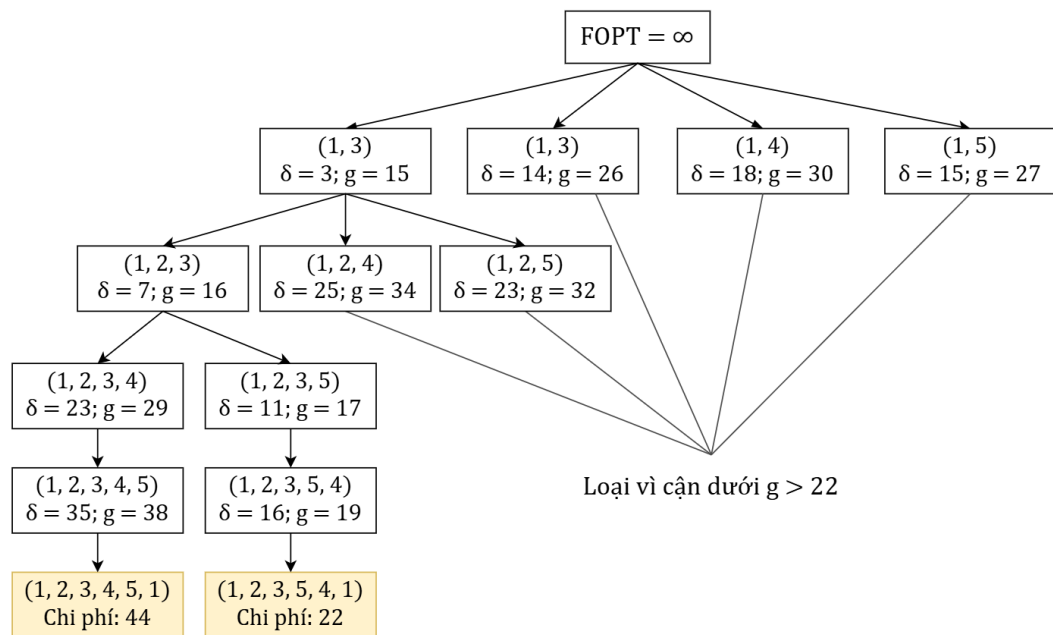 FOPT = ∞
(1, 3)
δ = 3; g = 15
(1, 3)
δ = 14; g = 26
(1, 4)
δ = 18; g = 30
(1, 5)
δ = 15; g = 27
(1, 2, 3)
δ = 7; g = 16
(1, 2, 4)
δ = 25; g = 34
(1, 2, 5)
δ = 23; g = 32
(1, 2, 3, 4)
δ = 23; g = 29
(1, 2, 3, 5)
δ = 11; g = 17
(1, 2, 3, 4, 5)
δ = 35; g = 38
(1, 2, 3, 5, 4)
δ = 16; g = 19
Loại vì cận dưới g > 22
(1, 2, 3, 4, 5, 1)
Chi phí: 44
(1, 2, 3, 5, 4, 1)
Chi phí: 22